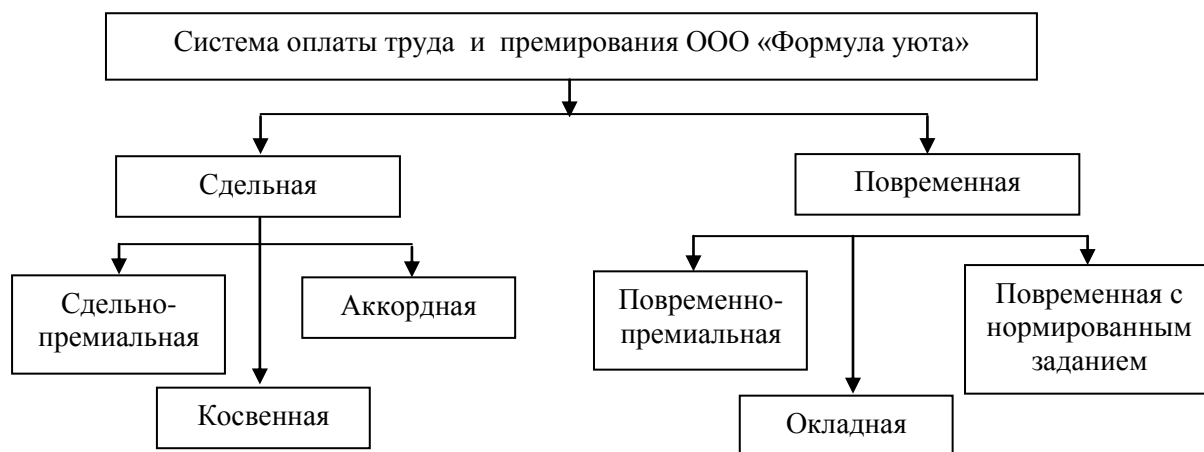 Система оплаты труда и премирования ООО «Формула уюта»
Сдельная
Повременная
Сдельно-
премиальная
Аккордная
Косвенная
Повременно-
премиальная
Повременная с
нормированным
заданием
Окладная